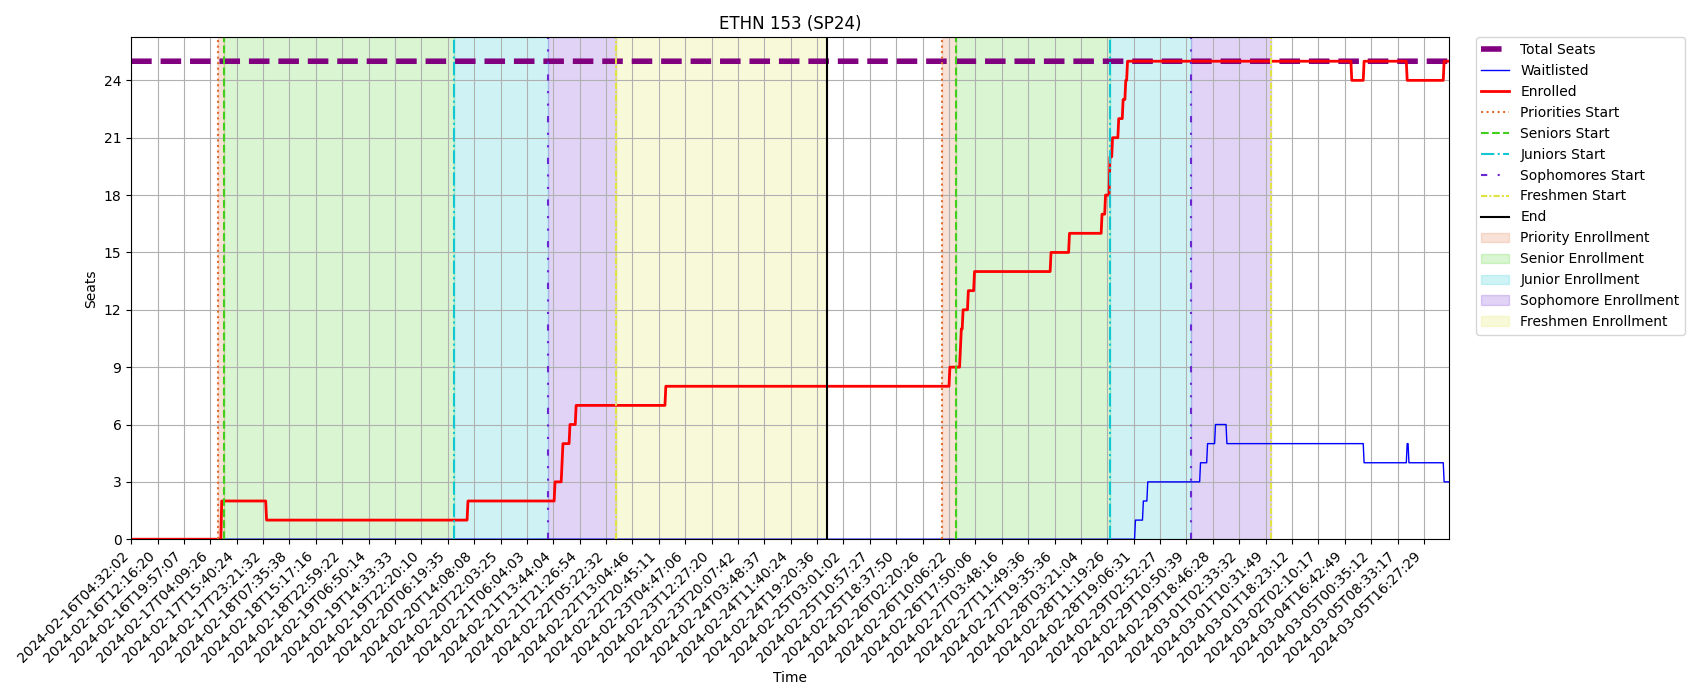 ETHN 153 (SP24)
Seats
24
21
18
15
12
9
6
3
0
2024-02-16T04:32:02
2024-02-16T12:16:20
2024-02-16T19:57:07
2024-02-17T04:09:26
2024-02-17T15:40:24
2024-02-17T23:21:32
2024-02-18T07:35:38
2024-02-18T15:17:16
2024-02-18T22:59:22
2024-02-19T06:50:14
2024-02-19T14:33:33
2024-02-19T22:20:10
2024-02-20T06:19:35
2024-02-20T14:08:08
2024-02-20T22:03:25
2024-02-21T06:04:03
2024-02-21T13:44:04
2024-02-21T21:26:54
2024-02-22T05:22:32
2024-02-22T13:04:46
2024-02-22T20:45:11
2024-02-23T04:47:06
2024-02-23T12:27:20
2024-02-23T20:07:42
2024-02-24T03:48:37
2024-02-24T11:40:24
2024-02-24T19:20:36
2024-02-25T03:01:02
2024-02-25T10:57:27
2024-02-25T18:37:50
2024-02-26T02:20:26
2024-02-26T10:06:22
2024-02-26T17:50:06
2024-02-27T03:48:16
2024-02-27T11:49:36
2024-02-27T19:35:36
2024-02-28T03:21:04
2024-02-28T11:19:26
2024-02-28T19:06:31
2024-02-29T02:52:27
2024-02-29T10:50:39
2024-02-29T18:46:28
2024-03-01T02:33:32
2024-03-01T10:31:49
2024-03-01T18:23:12
2024-03-02T02:10:17
2024-03-04T16:42:49
2024-03-05T00:35:12
2024-03-05T08:33:17
2024-03-05T16:27:29
Time
Total Seats
Waitlisted
Enrolled
Priorities Start
Seniors Start
Juniors Start
Sophomores Start
Freshmen Start
End
Priority Enrollment
Senior Enrollment
Junior Enrollment
Sophomore Enrollment
Freshmen Enrollment